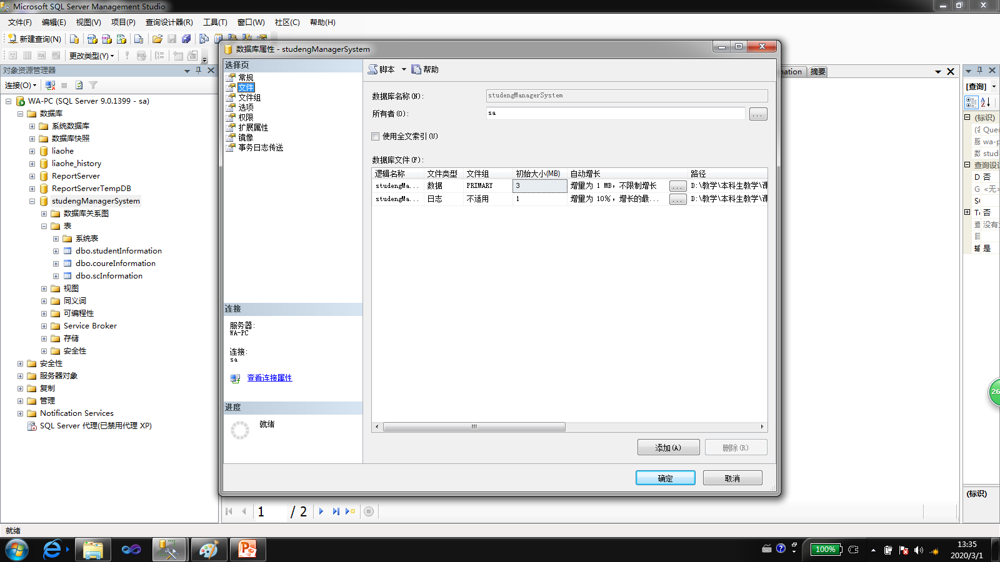 Microsoft SQL Server Management Studio
文件(F) 编辑(E) 视图(V) 项目(P) 查询设计器(R) 工具(T) 窗口(W) 社区(C) 帮助(H)
新建查询(N)
更改类型(Y)
对象资源管理器
连接(O)
WA-PC (SQL Server 9.0.1399 - sa)
数据库
系统数据库
数据库快照
liaohe
liaohe_history
ReportServer
ReportServerTempDB
studengManagerSystem
数据库关系图
表
系统表
dbo.studentInformation
dbo.coureInformation
dbo.scInformation
视图
同义词
可编程性
Service Broker
存储
安全性
安全性
服务器对象
复制
管理
Notification Services
SQL Server 代理(已禁用代理 XP)
数据库属性 - studengManagerSystem
选择页
常规
文件
文件组
选项
权限
扩展属性
镜像
事务日志传送
连接
服务器:
WA-PC
连接:
sa
查看连接属性
进度
就绪
脚本 帮助
数据库名称(N): studengManagerSystem
所有者(O): sa ...
使用全文索引(U)
数据库文件(F):
逻辑名称 文件类型 文件组 初始大小(MB) 自动增长 路径
studengMa... 数据 PRIMARY 3 增量为 1 MB，不限制增长 ... D:\教学\本科生教学\课
studengMa... 日志 不适用 1 增量为 10%，增长的最... ... D:\教学\本科生教学\课
添加(A) 删除(R)
确定 取消
1 / 2
mation 摘要
[查询]
(标识)
Quer
wa-p
stud
查询设计
D 否
G <无>
S
T 否
没有
是
(标识)
26
就绪
100%
13:35
2020/3/1